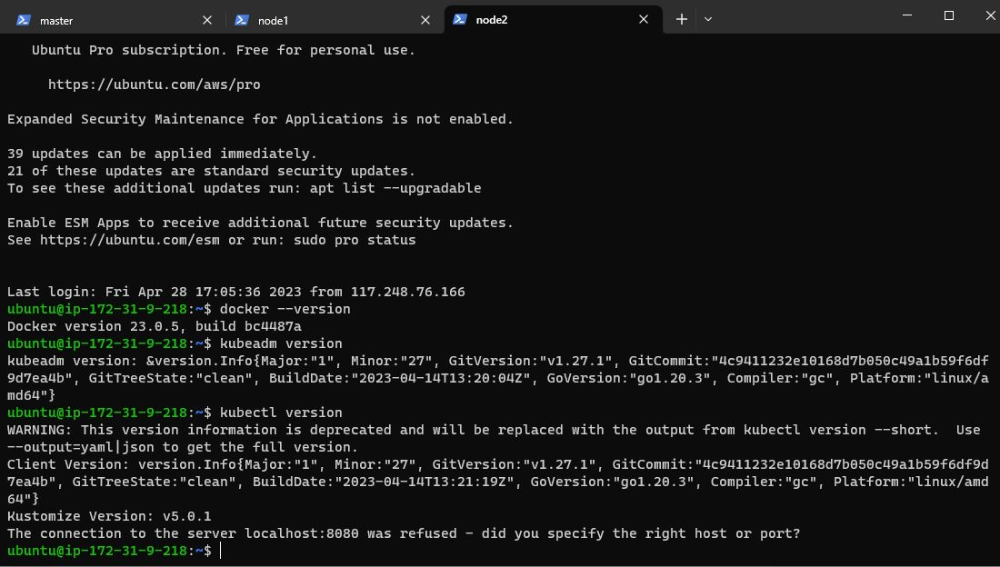 master
node1
node2
Ubuntu Pro subscription. Free for personal use.
https://ubuntu.com/aws/pro
Expanded Security Maintenance for Applications is not enabled.
39 updates can be applied immediately.
21 of these updates are standard security updates.
To see these additional updates run: apt list --upgradable
Enable ESM Apps to receive additional future security updates.
See https://ubuntu.com/esm or run: sudo pro status
Last login: Fri Apr 28 17:05:36 2023 from 117.248.76.166
ubuntu@ip-172-31-9-218:~$ docker --version
Docker version 23.0.5, build bc4487a
ubuntu@ip-172-31-9-218:~$ kubeadm version
kubeadm version: &version.Info{Major:"1", Minor:"27", GitVersion:"v1.27.1", GitCommit:"4c9411232e10168d7b050c49a1b59f6df
9d7ea4b", GitTreeState:"clean", BuildDate:"2023-04-14T13:20:04Z", GoVersion:"go1.20.3", Compiler:"gc", Platform:"linux/a
md64"}
ubuntu@ip-172-31-9-218:~$ kubectl version
WARNING: This version information is deprecated and will be replaced with the output from kubectl version --short.  Use
--output=yaml|json to get the full version.
Client Version: version.Info{Major:"1", Minor:"27", GitVersion:"v1.27.1", GitCommit:"4c9411232e10168d7b050c49a1b59f6df9d
7ea4b", GitTreeState:"clean", BuildDate:"2023-04-14T13:21:19Z", GoVersion:"go1.20.3", Compiler:"gc", Platform:"linux/amd
64"}
Kustomize Version: v5.0.1
The connection to the server localhost:8080 was refused - did you specify the right host or port?
ubuntu@ip-172-31-9-218:~$